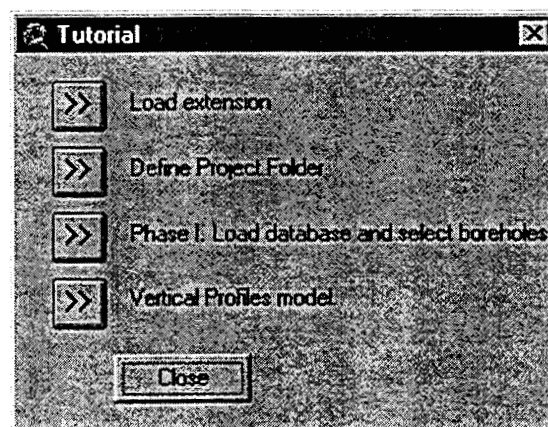 Tutorial
>> Load extension
>> Define Project Folder
>> Phase I: Load database and select boreholes
>> Vertical Profiles model
Close